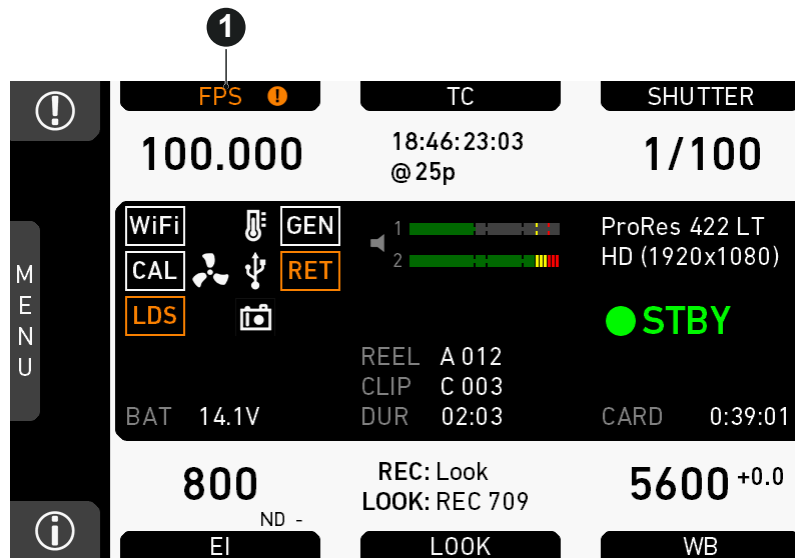 1
FPS !
TC
SHUTTER
100.000
18:46:23:03
@ 25p
1/100
MENU
WiFi
GEN
CAL
RET
LDS
1
2
ProRes 422 LT
HD (1920x1080)
STBY
REEL A 012
CLIP C 003
DUR 02:03
BAT 14.1V
CARD 0:39:01
800
ND -
REC: Look
LOOK: REC 709
5600 +0.0
EI
LOOK
WB